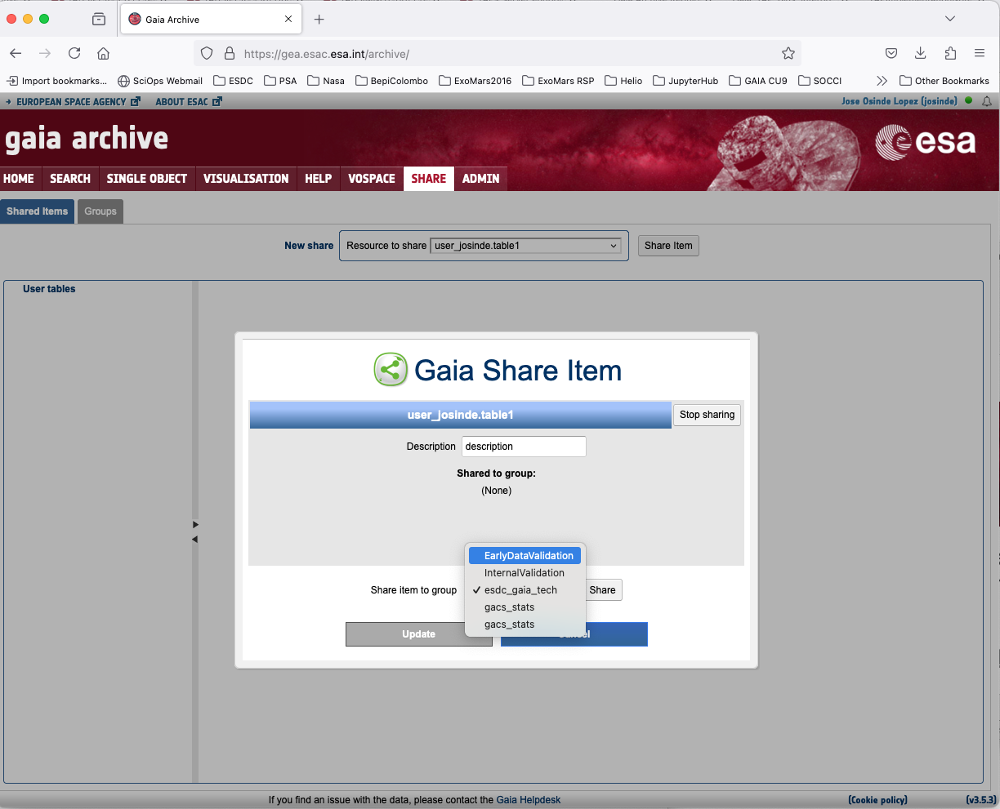 Gaia Archive
https://gea.esac.esa.int/archive/
Import bookmarks... SciOps Webmail ESDC PSA Nasa BepiColombo ExoMars2016 ExoMars RSP Helio JupyterHub GAIA CU9 SOCCI Other Bookmarks
EUROPEAN SPACE AGENCY ABOUT ESAC Jose Osinde Lopez (josinde)
gaia archive
esa
HOME SEARCH SINGLE OBJECT VISUALISATION HELP VOSPACE SHARE ADMIN
Shared Items Groups
New share Resource to share user_josinde.table1 Share Item
User tables
Gaia Share Item
user_josinde.table1 Stop sharing
Description description
Shared to group:
(None)
EarlyDataValidation
InternalValidation
Share item to group esdc_gaia_tech Share
gacs_stats
gacs_stats
Update Cancel
If you find an issue with the data, please contact the Gaia Helpdesk (Cookie policy) (v3.5.3)